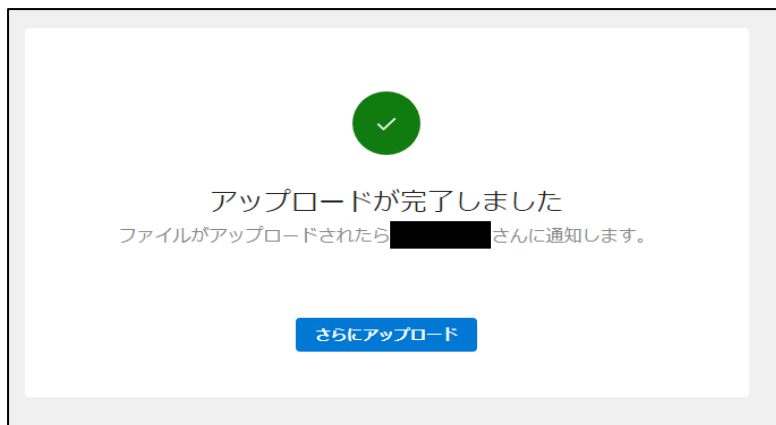 アップロードが完了しました
ファイルがアップロードされたら さんに通知します。
さらにアップロード